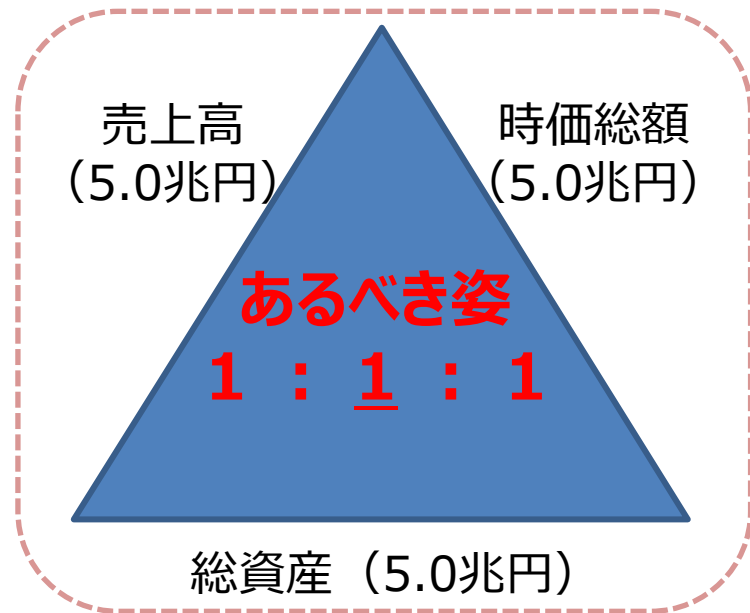 売上高
（5.0兆円）
時価総額
（5.0兆円）
あるべき姿
1 : 1 : 1
総資産（5.0兆円）